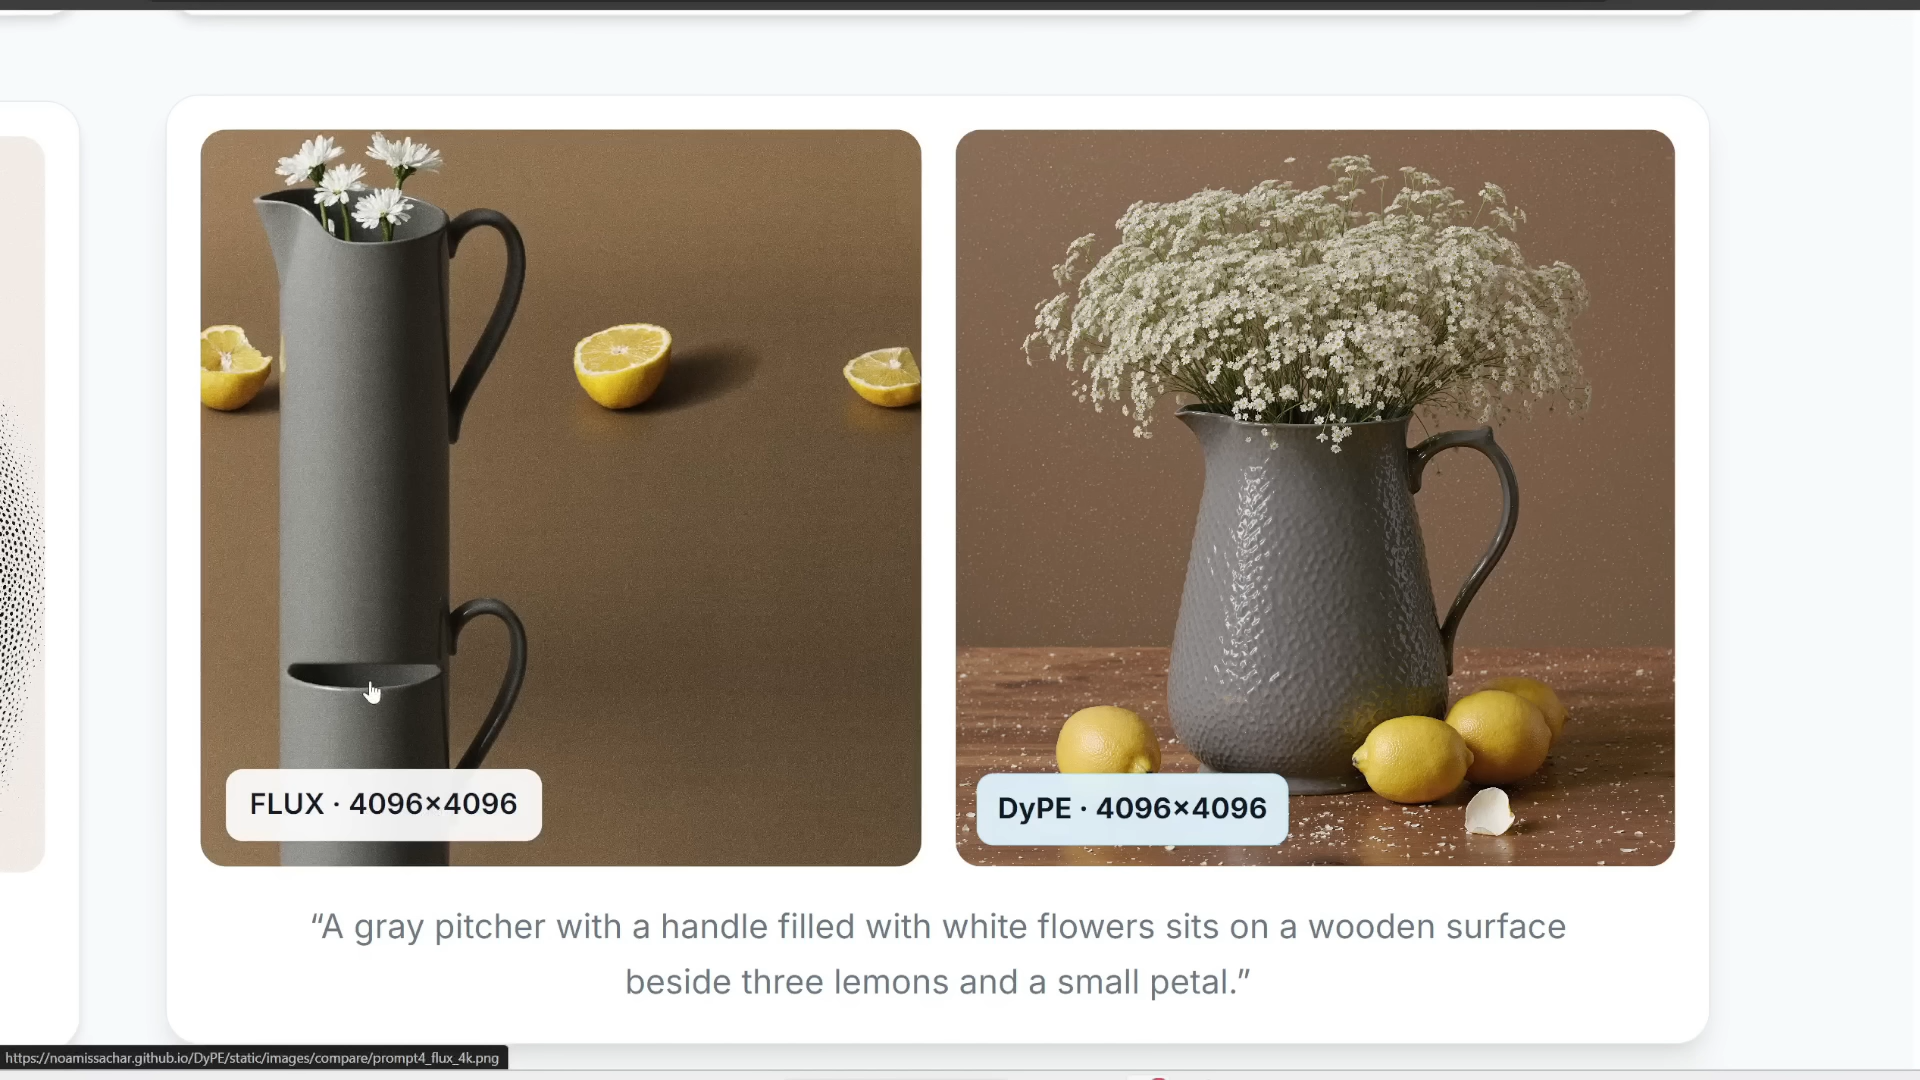 FLUX · 4096×4096
DyPE · 4096×4096
“A gray pitcher with a handle filled with white flowers sits on a wooden surface
beside three lemons and a small petal.”
https://noamissachar.github.io/DyPE/static/images/compare/prompt4_flux_4k.png